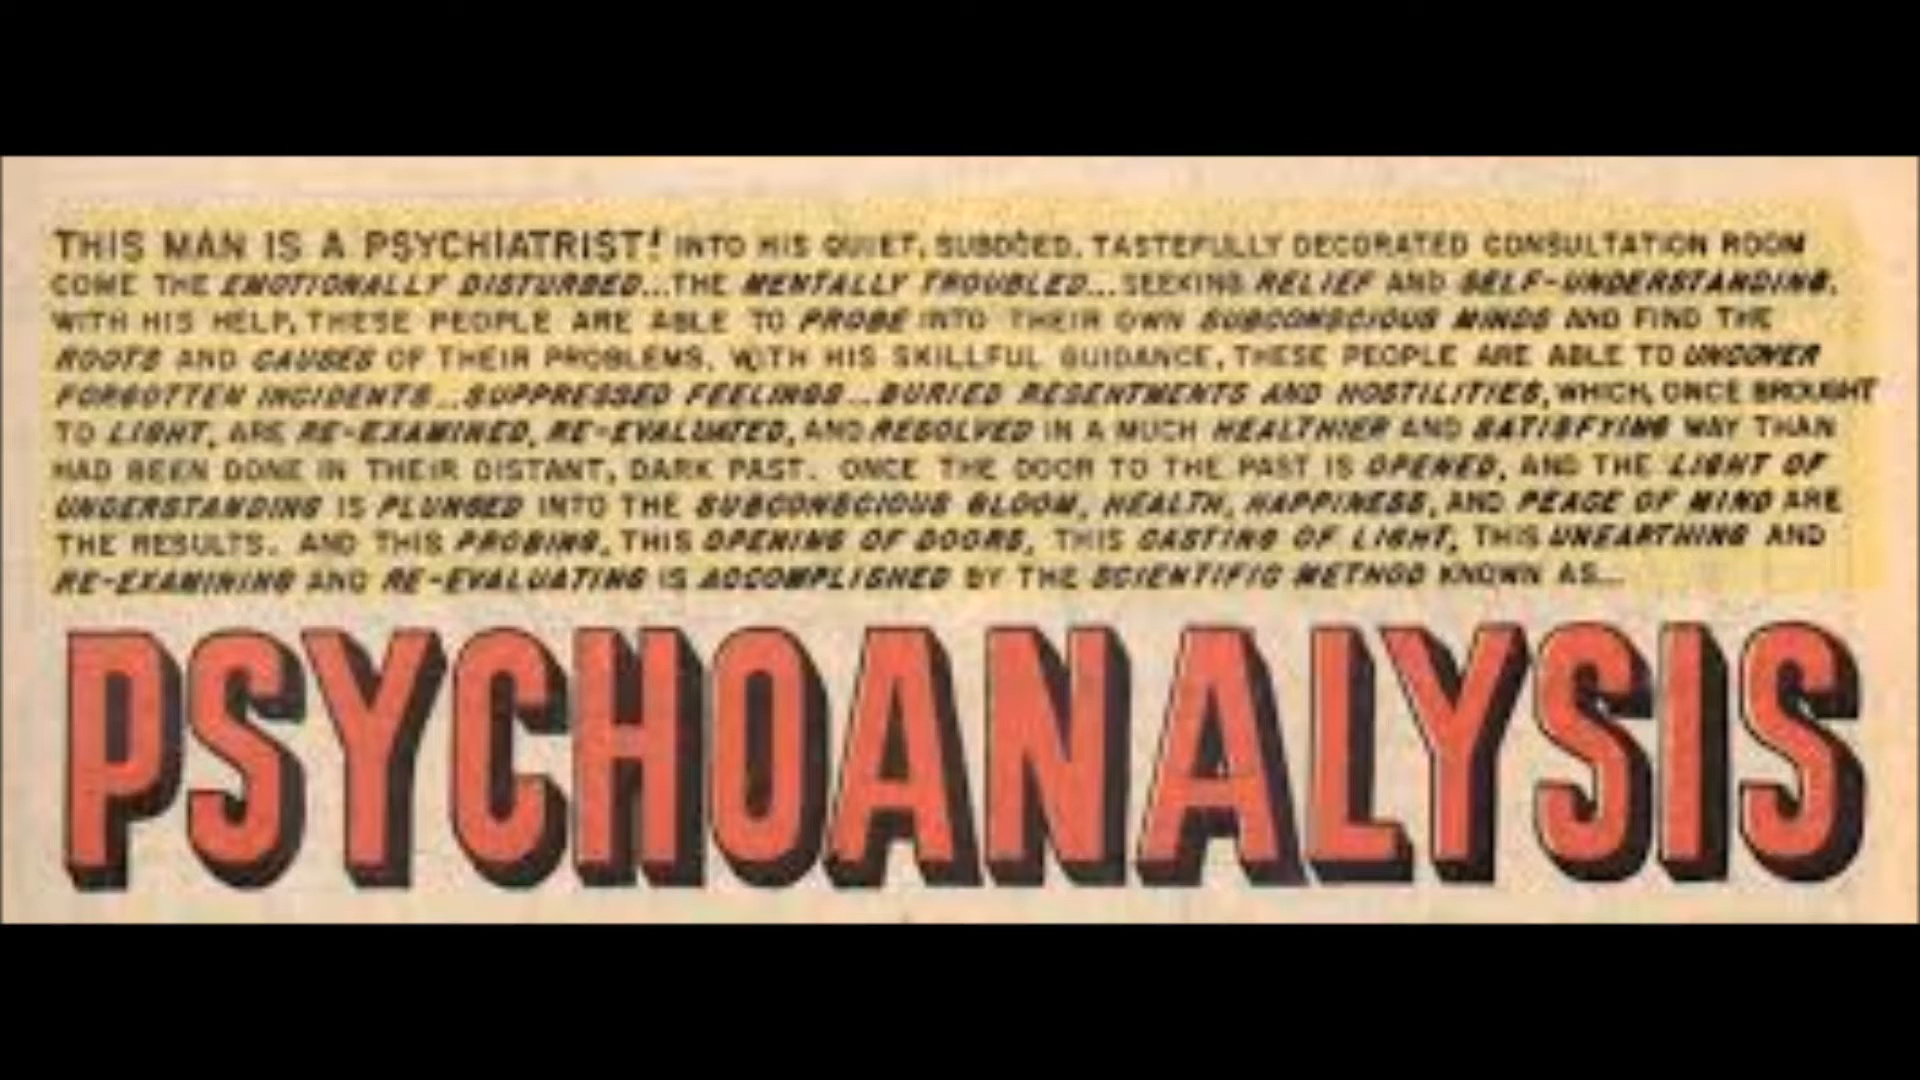 THIS MAN IS A PSYCHIATRIST! INTO HIS QUIET, SUBDUED, TASTEFULLY DECORATED CONSULTATION ROOM
COME THE EMOTIONALLY DISTURBED...THE MENTALLY TROUBLED...SEEKING RELIEF AND SELF-UNDERSTANDING.
WITH HIS HELP, THESE PEOPLE ARE ABLE TO PROBE INTO THEIR OWN SUBCONSCIOUS MINDS AND FIND THE
ROOTS AND CAUSES OF THEIR PROBLEMS. WITH HIS SKILLFUL GUIDANCE, THESE PEOPLE ARE ABLE TO UNCOVER
FORGOTTEN INCIDENTS...SUPPRESSED FEELINGS...BURIED RESENTMENTS AND HOSTILITIES, WHICH, ONCE BROUGHT
TO LIGHT, ARE RE-EXAMINED, RE-EVALUATED, AND RESOLVED IN A MUCH HEALTHIER AND SATISFYING WAY THAN
HAD BEEN DONE IN THEIR DISTANT, DARK PAST. ONCE THE DOOR TO THE PAST IS OPENED, AND THE LIGHT OF
UNDERSTANDING IS PLUNGED INTO THE SUBCONSCIOUS GLOOM, HEALTH, HAPPINESS, AND PEACE OF MIND ARE
THE RESULTS. AND THIS PROBING, THIS OPENING OF DOORS, THIS CASTING OF LIGHT, THIS UNEARTHING AND
RE-EXAMINING AND RE-EVALUATING IS ACCOMPLISHED BY THE SCIENTIFIC METHOD KNOWN AS...
PSYCHOANALYSIS